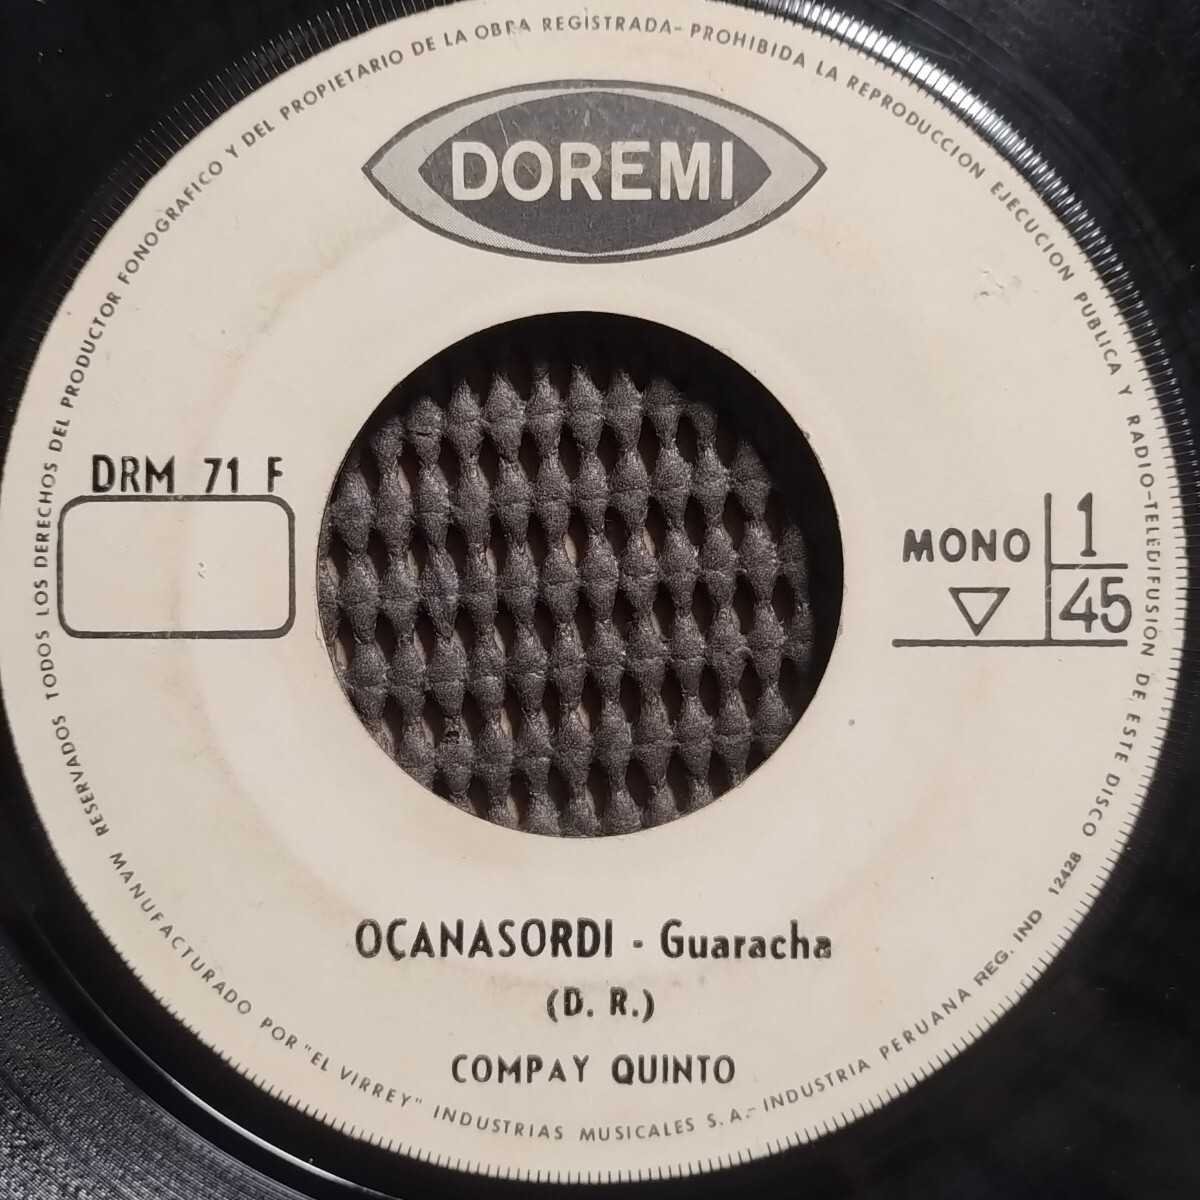 TODOS LOS DERECHOS DEL PRODUCTOR FONOGRAFICO Y DEL PROPIETARIO DE LA OBRA REGISTRADA- PROHIBIDA LA REPRODUCCION EJECUCION PUBLICA Y RADIO-TELEDIFUSION DE ESTE DISCO
RESERVADOS MANUFACTURADO POR "EL VIRREY" INDUSTRIAS MUSICALES S.A.- INDUSTRIA PERUANA REG. IND 12428
DOREMI
DRM 71 F
MONO
1
45
OCANASORDI - Guaracha
(D. R.)
COMPAY QUINTO